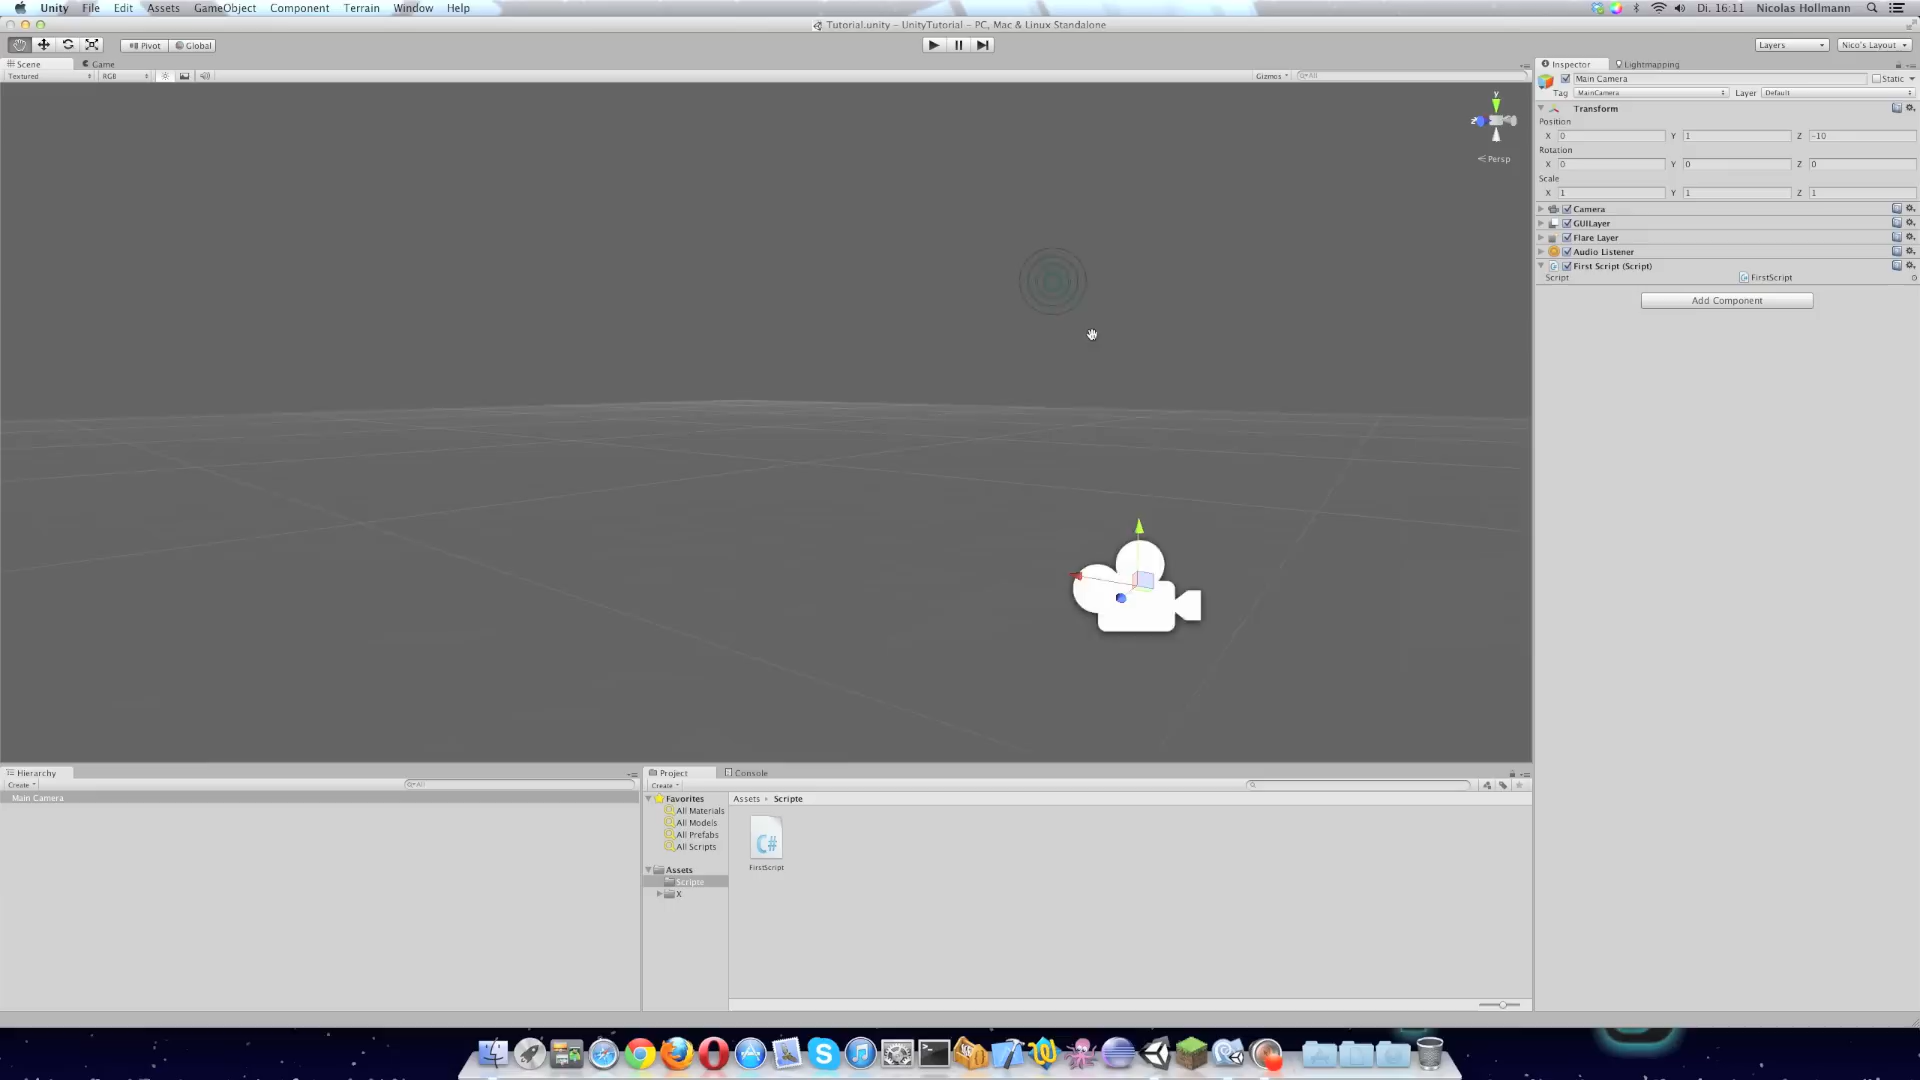 Unity File Edit Assets GameObject Component Terrain Window Help Di. 16:11 Nicolas Hollmann
Tutorial.unity – UnityTutorial – PC, Mac & Linux Standalone
Pivot Global Layers Nico's Layout
Scene Game Inspector Lightmapping
Textured RGB Gizmos All
Main Camera Static
Tag MainCamera Layer Default
Transform
Position
X 0 Y 1 Z -10
Rotation
X 0 Y 0 Z 0
Scale
X 1 Y 1 Z 1
Camera
GUILayer
Flare Layer
Audio Listener
First Script (Script)
Script FirstScript
Add Component
y
z
Persp
Hierarchy
Create All
Main Camera
Project Console
Create
Favorites
All Materials
All Models
All Prefabs
All Scripts
Assets
Scripte
X
Assets Scripte
C#
FirstScript